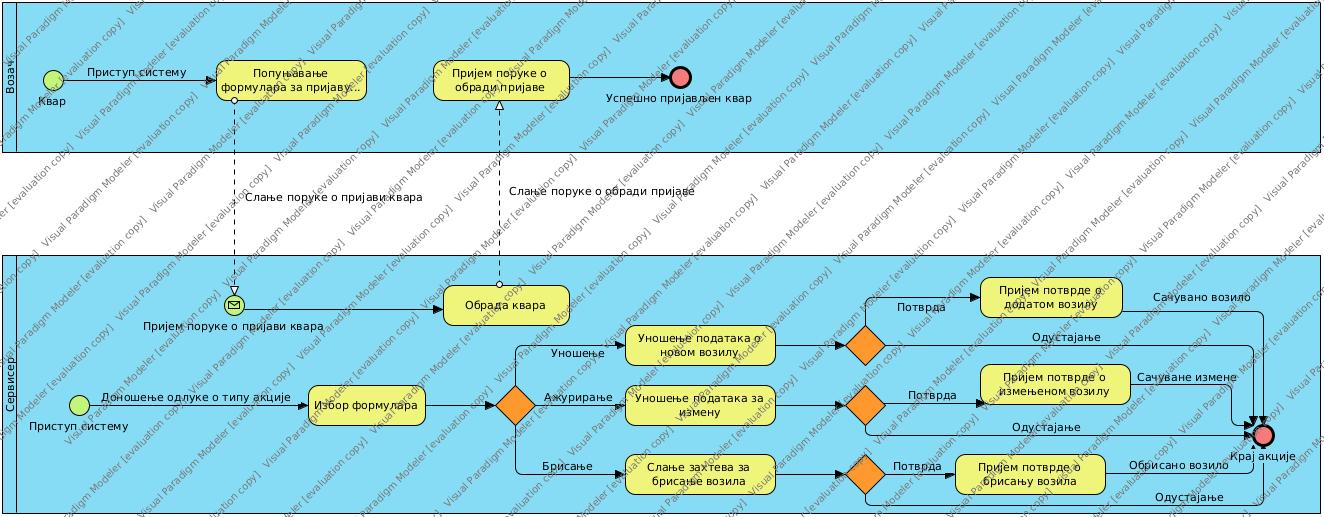 Возач
Приступ систему
Квар
Попуњавање
формулара за пријаву...
Пријем поруке о
обради пријаве
Успешно пријављен квар
Слање поруке о пријави квара
Слање поруке о обради пријаве
Сервисер
Пријем поруке о пријави квара
Обрада квара
Приступ систему
Доношење одлуке о типу акције
Избор формулара
Уношење
Ажурирање
Брисање
Уношење података о
новом возилу
Уношење података за
измену
Слање захтева за
брисање возила
Потврда
Пријем потврде о
додатом возилу
Сачувано возило
Одустајање
Потврда
Пријем потврде о
измењеном возилу
Сачуване измене
Одустајање
Потврда
Пријем потврде о
брисању возила
Обрисано возило
Одустајање
Крај акције
Visual Paradigm Modeler [evaluation copy]